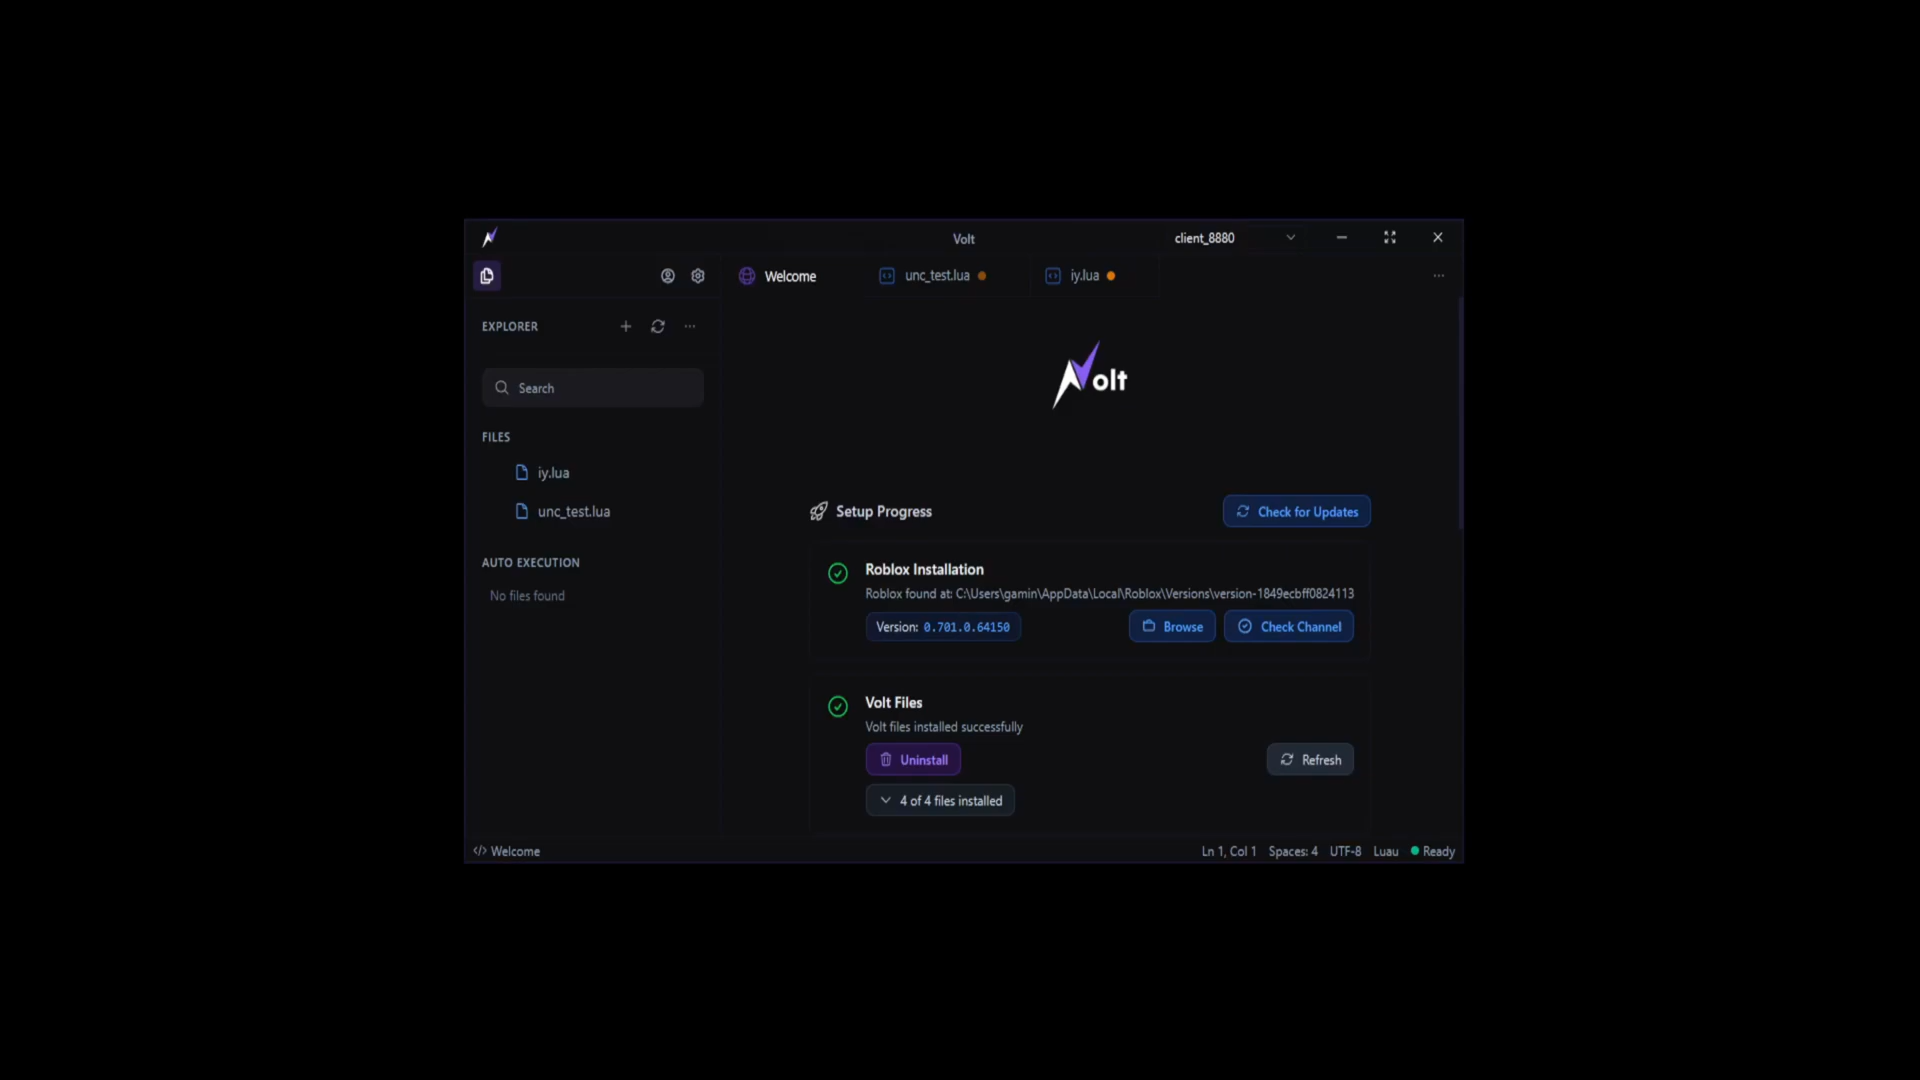 Volt
client_8880
Welcome
unc_test.lua
iy.lua
EXPLORER
Search
FILES
iy.lua
unc_test.lua
AUTO EXECUTION
No files found
Volt
Setup Progress
Check for Updates
Roblox Installation
Roblox found at: C:\Users\gamin\AppData\Local\Roblox\Versions\version-1849ecbff0824113
Version: 0.701.0.64150
Browse
Check Channel
Volt Files
Volt files installed successfully
Uninstall
Refresh
4 of 4 files installed
</> Welcome
Ln 1, Col 1 Spaces: 4 UTF-8 Luau Ready